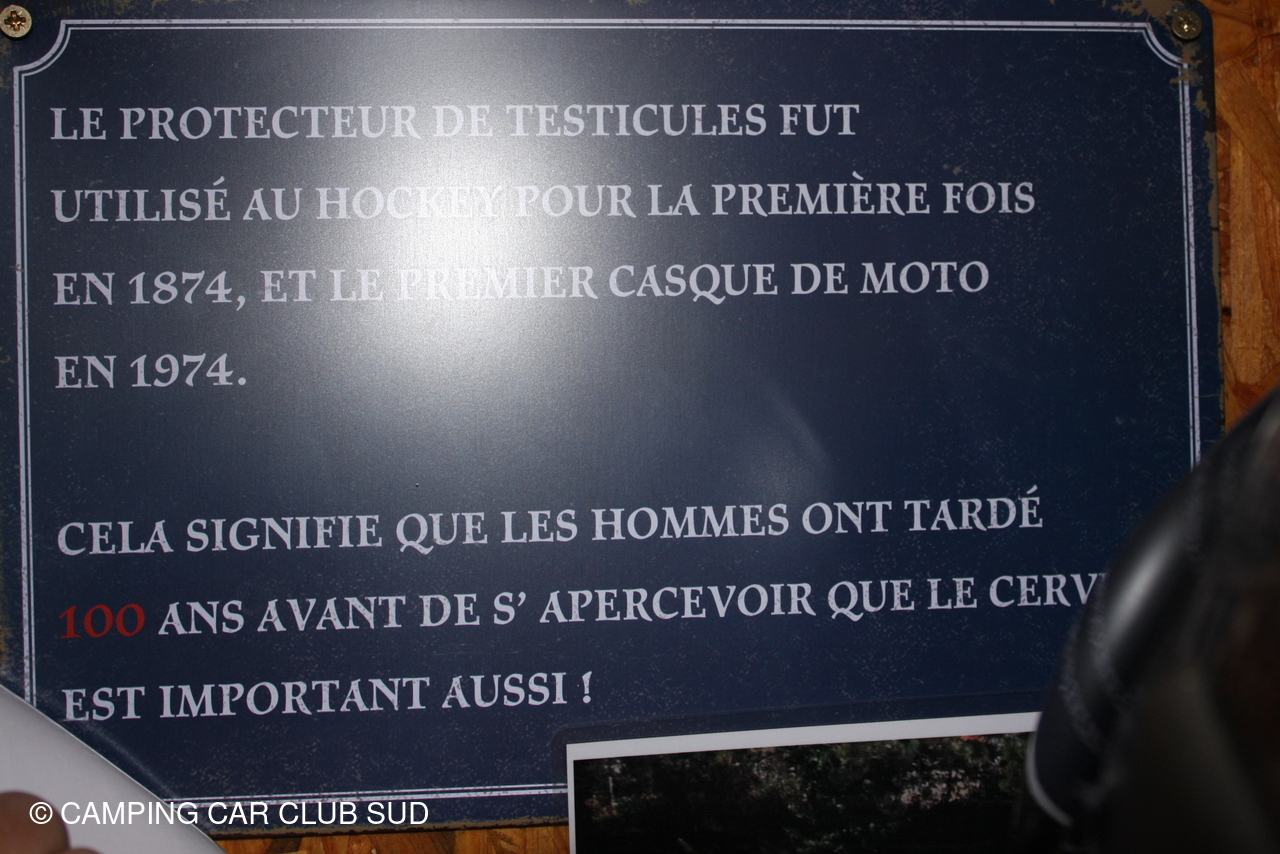 LE PROTECTEUR DE TESTICULES FUT
UTILISÉ AU HOCKEY POUR LA PREMIÈRE FOIS
EN 1874, ET LE PREMIER CASQUE DE MOTO
EN 1974.
CELA SIGNIFIE QUE LES HOMMES ONT TARDÉ
100 ANS AVANT DE S' APERCEVOIR QUE LE
EST IMPORTANT AUSSI !
© CAMPING CAR CLUB SUD